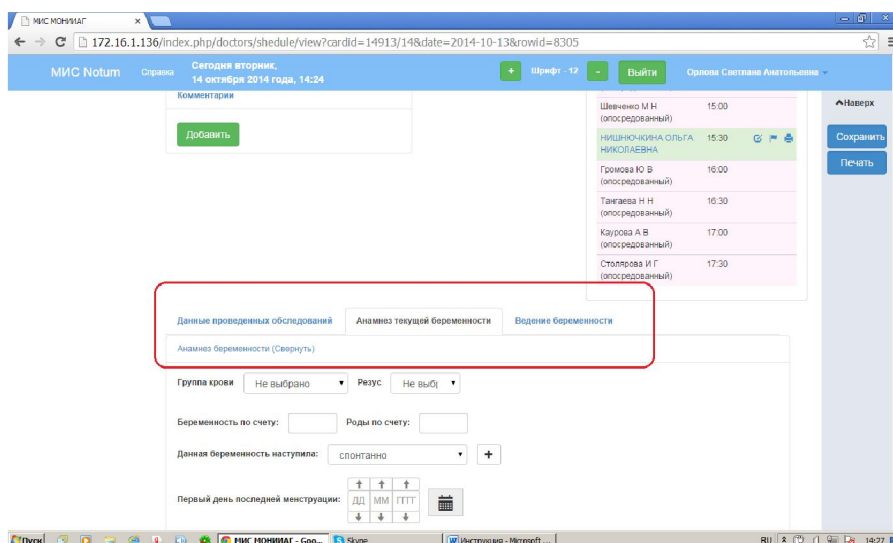 МИС МОНИИАГ
172.16.1.136/index.php/doctors/shedule/view?cardid=14913/14&date=2014-10-13&rowid=8305
МИС Notum Справка Сегодня вторник, 14 октября 2014 года, 14:24 + Шрифт - 12 - Выйти Орлова Светлана Анатольевна
Комментарии
Добавить
Шевченко М Н 15:00
(опосредованный)
НИШНЮЧКИНА ОЛЬГА 15:30
НИКОЛАЕВНА
Громова Ю В 16:00
(опосредованный)
Тангаева Н Н 16:30
(опосредованный)
Каурова А В 17:00
(опосредованный)
Столярова И Г 17:30
(опосредованный)
Наверх
Сохранить
Печать
Данные проведенных обследований Анамнез текущей беременности Ведение беременности
Анамнез беременности (Свернуть)
Группа крови Не выбрано Резус Не выб
Беременность по счету: Роды по счету:
Данная беременность наступила: спонтанно +
Первый день последней менструации: ДД ММ ГГГГ
Пуск МИС МОНИИАГ - Goo... Skype Инструкция - Microsoft ... RU 14:27